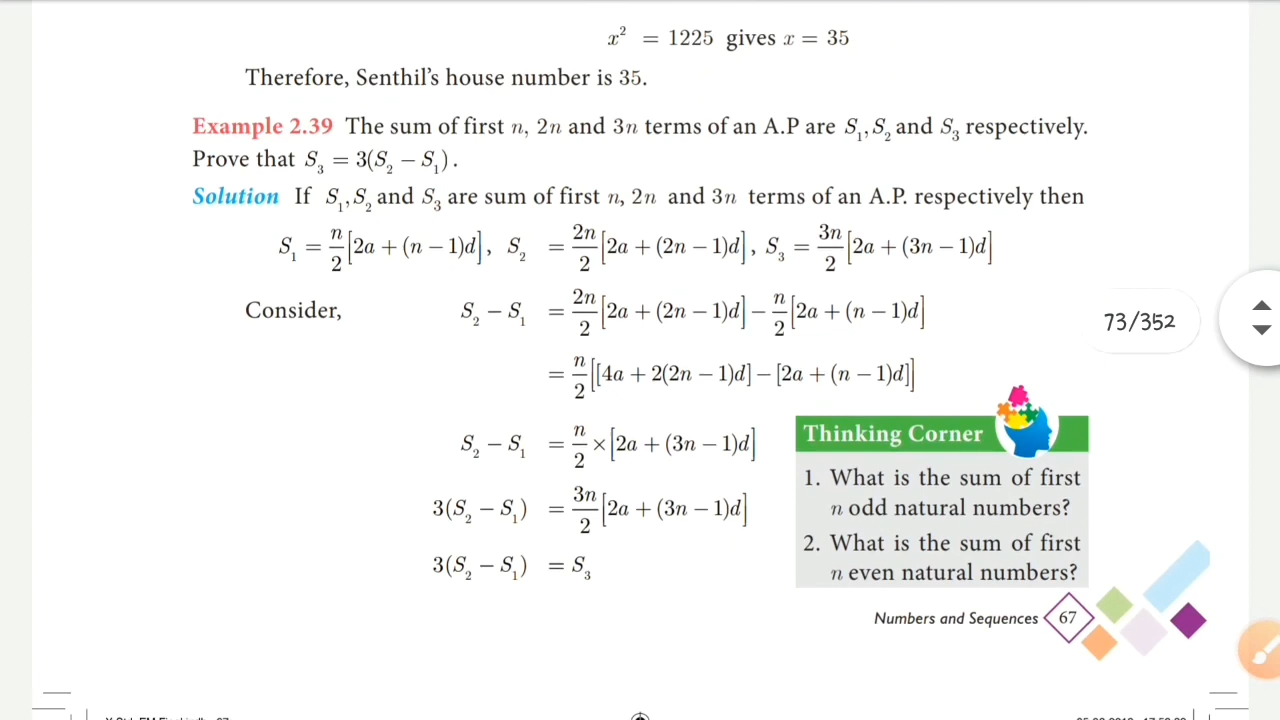 x² = 1225 gives x = 35
Therefore, Senthil's house number is 35.
Example 2.39 The sum of first n, 2n and 3n terms of an A.P are S₁, S₂ and S₃ respectively.
Prove that S₃ = 3(S₂ − S₁).
Solution If S₁, S₂ and S₃ are sum of first n, 2n and 3n terms of an A.P. respectively then
S₁ = n/2[2a + (n − 1)d], S₂ = 2n/2[2a + (2n − 1)d], S₃ = 3n/2[2a + (3n − 1)d]
Consider, S₂ − S₁ = 2n/2[2a + (2n − 1)d] − n/2[2a + (n − 1)d]
73/352
= n/2[[4a + 2(2n − 1)d] − [2a + (n − 1)d]]
S₂ − S₁ = n/2 × [2a + (3n − 1)d]
3(S₂ − S₁) = 3n/2[2a + (3n − 1)d]
3(S₂ − S₁) = S₃
Thinking Corner
1. What is the sum of first
n odd natural numbers?
2. What is the sum of first
n even natural numbers?
Numbers and Sequences 67